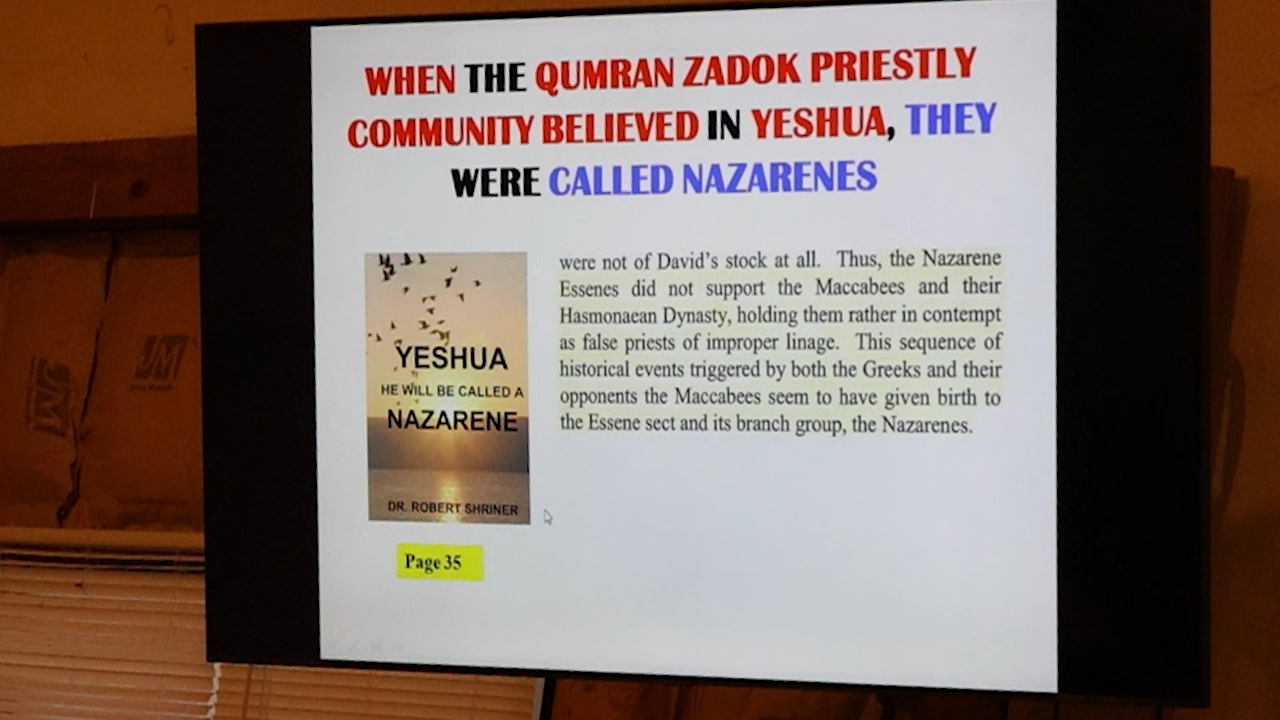 WHEN THE QUMRAN ZADOK PRIESTLY
COMMUNITY BELIEVED IN YESHUA, THEY
WERE CALLED NAZARENES
were not of David's stock at all. Thus, the Nazarene
Essenes did not support the Maccabees and their
Hasmonaean Dynasty, holding them rather in contempt
as false priests of improper linage. This sequence of
historical events triggered by both the Greeks and their
opponents the Maccabees seem to have given birth to
the Essene sect and its branch group, the Nazarenes.
YESHUA
HE WILL BE CALLED A
NAZARENE
DR. ROBERT SHRINER
Page 35
JM
JM